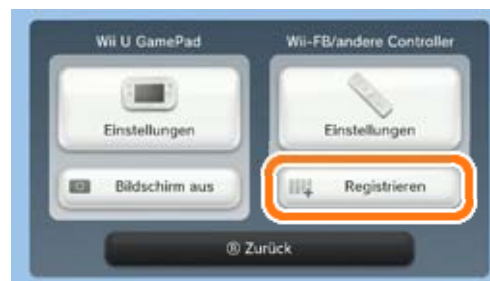 Wii U GamePad
Wii-FB/andere Controller
Einstellungen
Einstellungen
Bildschirm aus
Registrieren
Ⓑ Zurück